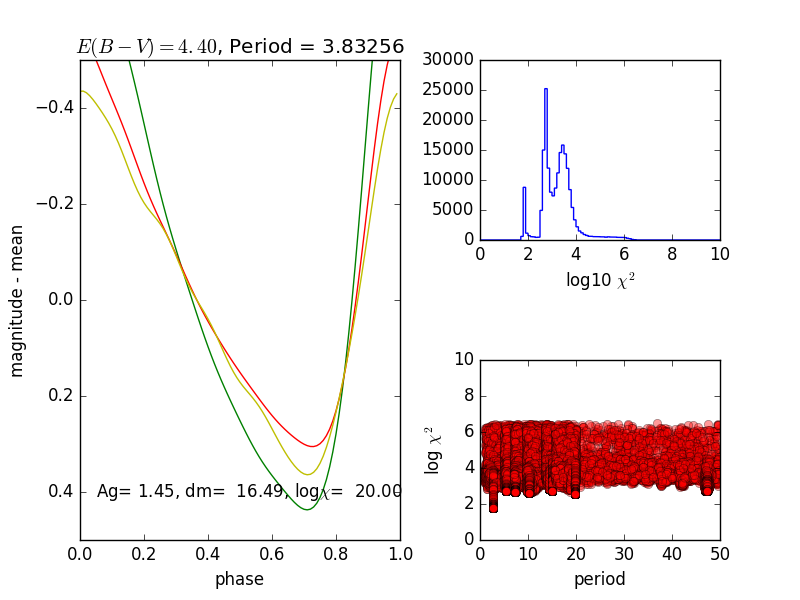 E(B − V) = 4.40, Period = 3.83256
−0.4
−0.2
0.0
0.2
0.4
magnitude - mean
Ag= 1.45, dm= 16.49, logχ= 20.00
0.0 0.2 0.4 0.6 0.8 1.0
phase
30000
25000
20000
15000
10000
5000
0
0 2 4 6 8 10
log10 χ²
10
8
6
4
2
0
log χ²
0 10 20 30 40 50
period